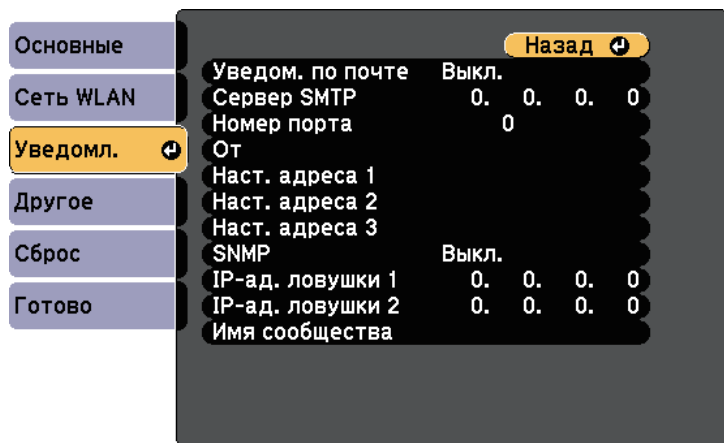 Основные
Сеть WLAN
Уведомл.
Другое
Сброс
Готово
Назад
Уведом. по почте Выкл.
Сервер SMTP 0. 0. 0. 0
Номер порта 0
От
Наст. адреса 1
Наст. адреса 2
Наст. адреса 3
SNMP Выкл.
IP-ад. ловушки 1 0. 0. 0. 0
IP-ад. ловушки 2 0. 0. 0. 0
Имя сообщества